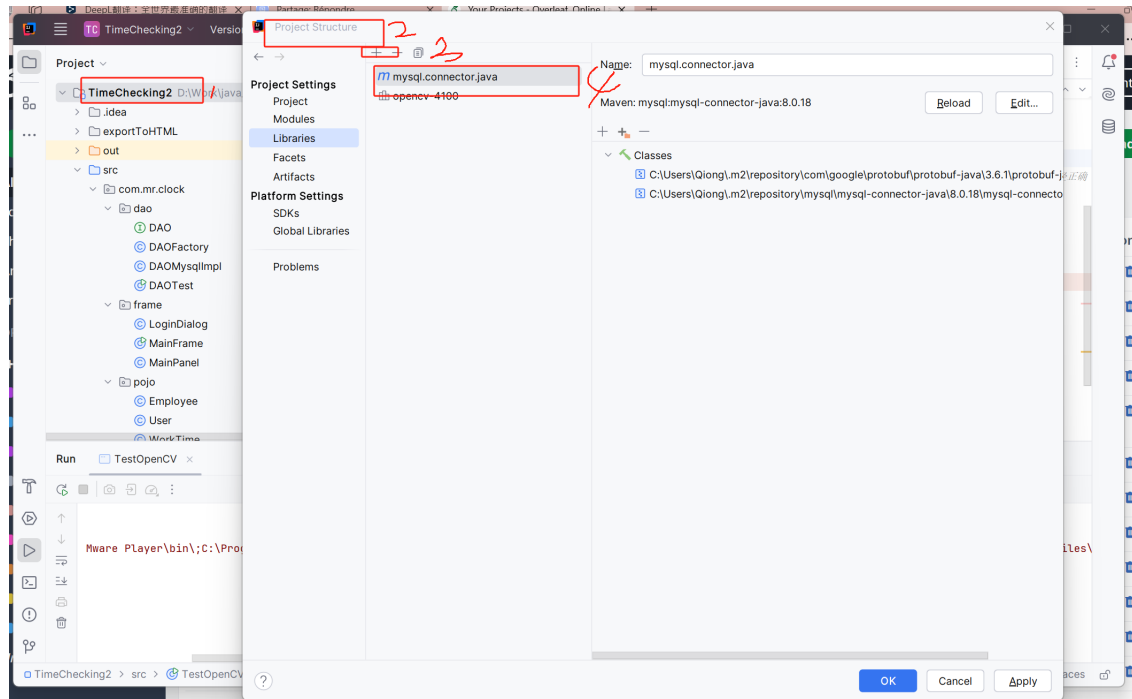 DeepL翻译：全世界最准确的翻译
Partage: Répondre
Your Projects - Overleaf, Online L
TC TimeChecking2
Versio
Project Structure
2
3
4
1
Project
TimeChecking2 D:\Work\java
.idea
exportToHTML
out
src
com.mr.clock
dao
DAO
DAOFactory
DAOMysqlImpl
DAOTest
frame
LoginDialog
MainFrame
MainPanel
pojo
Employee
User
WorkTime
Project Settings
Project
Modules
Libraries
Facets
Artifacts
Platform Settings
SDKs
Global Libraries
Problems
mysql.connector.java
opencv-4100
Name: mysql.connector.java
Maven: mysql:mysql-connector-java:8.0.18
Reload
Edit...
Classes
C:\Users\Qiong\.m2\repository\com\google\protobuf\protobuf-java\3.6.1\protobuf-j
C:\Users\Qiong\.m2\repository\mysql\mysql-connector-java\8.0.18\mysql-connecto
正确
Run
TestOpenCV
Mware Player\bin\;C:\Pro
iles\
TimeChecking2 > src > TestOpenCV
OK
Cancel
Apply
aces